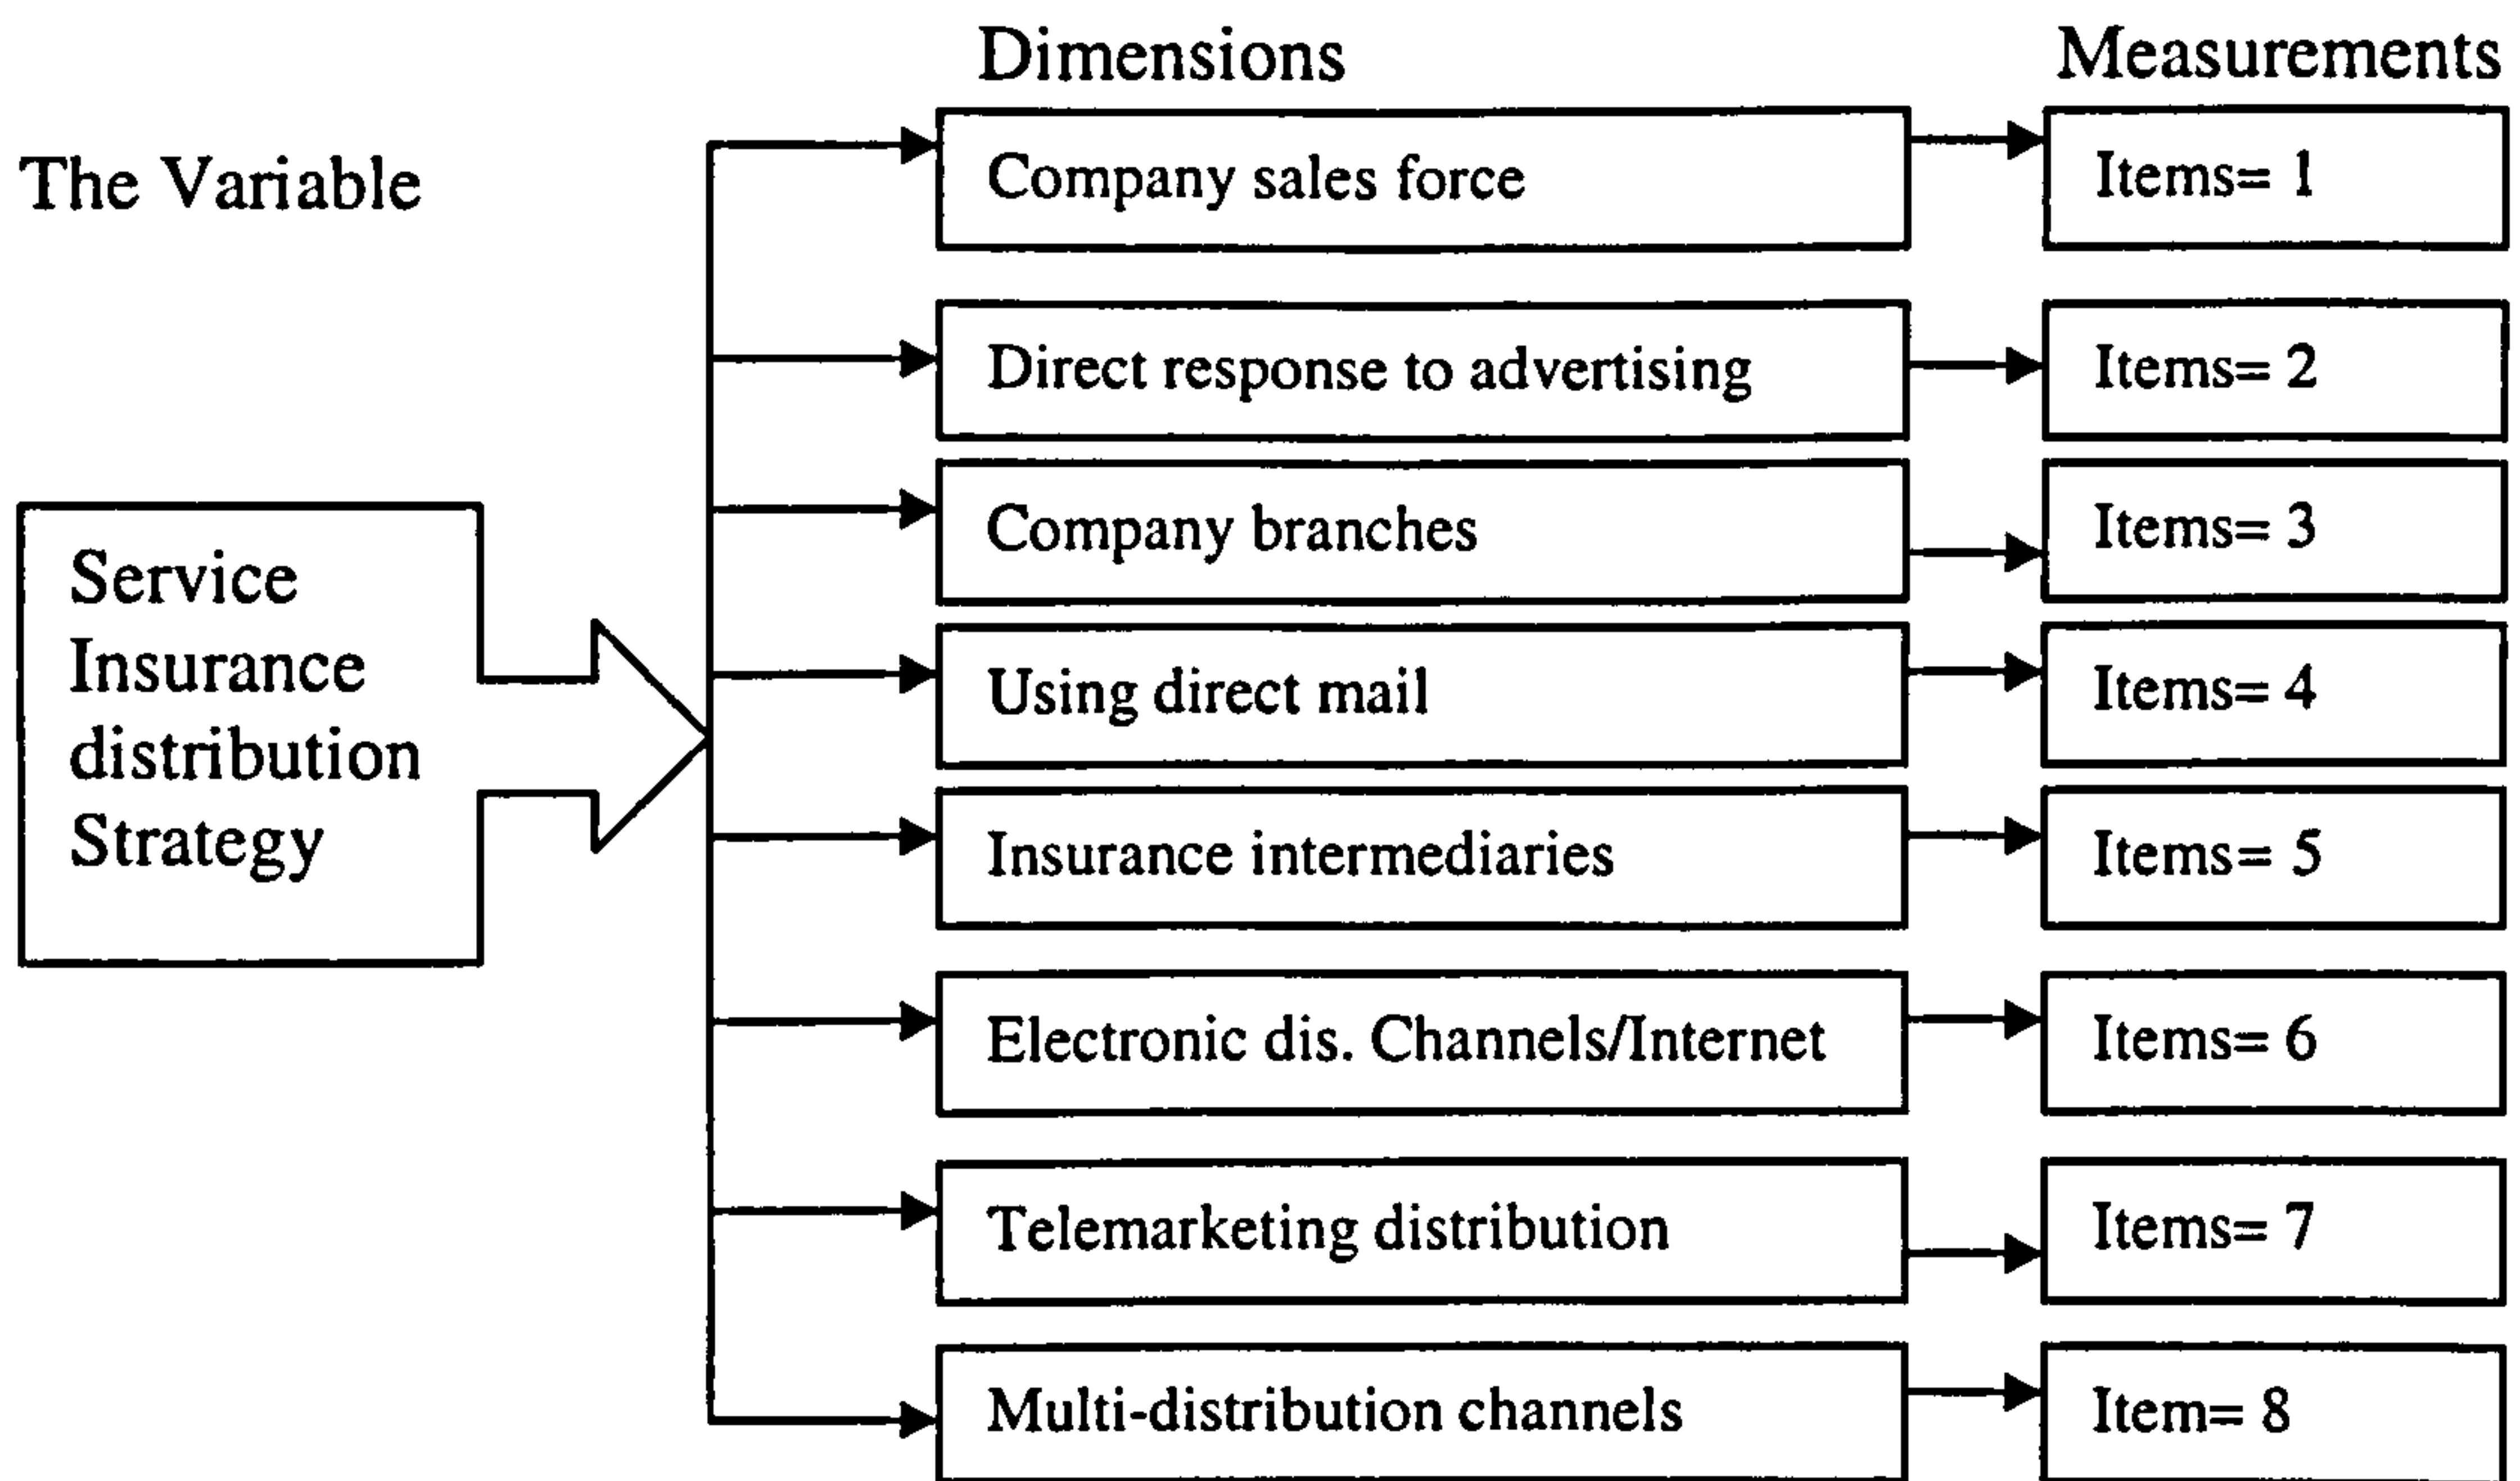 Dimensions
Measurements
The Variable
Service
Insurance
distribution
Strategy
Company sales force
Items= 1
Direct response to advertising
Items= 2
Company branches
Items= 3
Using direct mail
Items= 4
Insurance intermediaries
Items= 5
Electronic dis. Channels/Internet
Items= 6
Telemarketing distribution
Items= 7
Multi-distribution channels
Item= 8